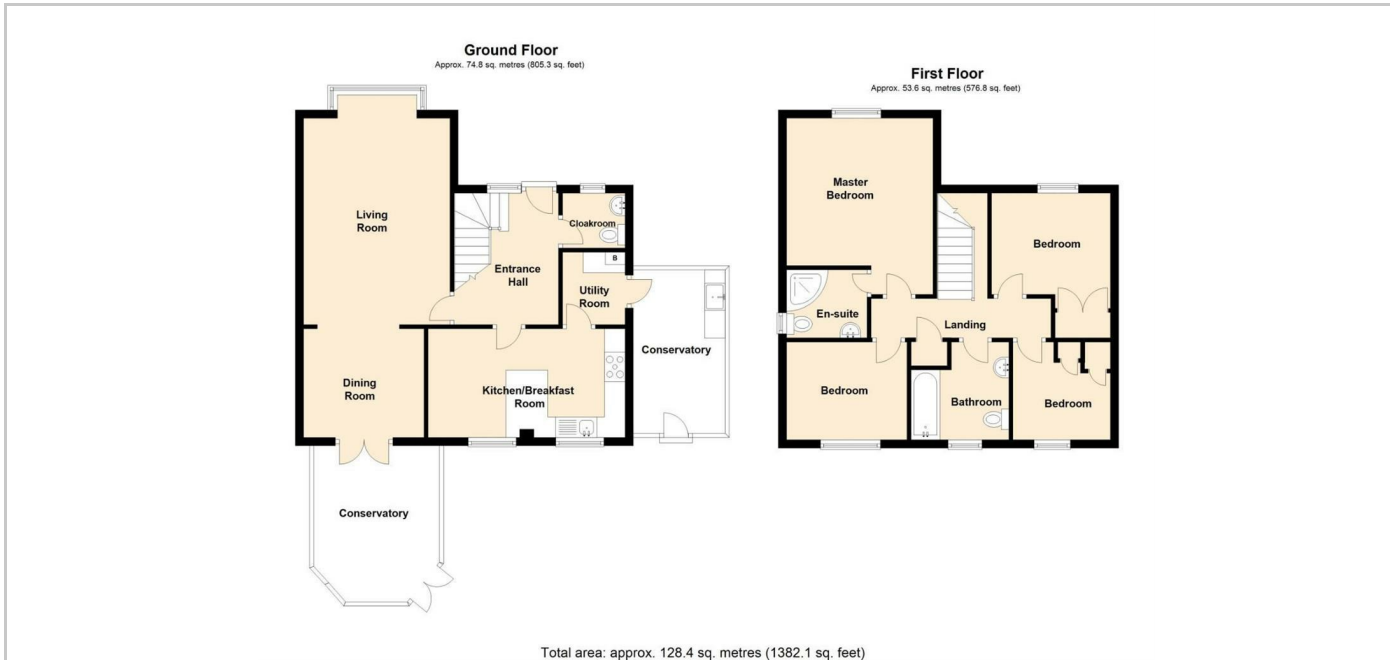 Ground Floor
Approx. 74.8 sq. metres (805.3 sq. feet)
Living
Room
Cloakroom
Entrance
Hall
B
Utility
Room
Conservatory
Dining
Room
Kitchen/Breakfast
Room
Conservatory
First Floor
Approx. 53.6 sq. metres (576.8 sq. feet)
Master
Bedroom
Bedroom
En-suite
Landing
Bedroom
Bathroom
Bedroom
Total area: approx. 128.4 sq. metres (1382.1 sq. feet)